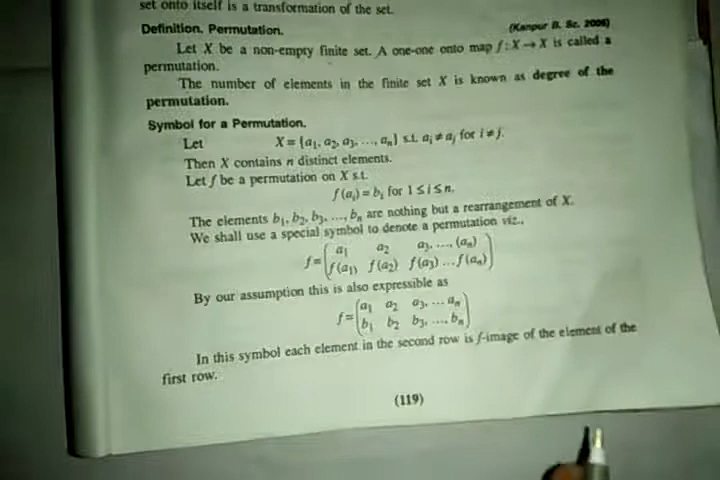 set onto itself is a transformation of the set.
Definition. Permutation. (Kanpur B. Sc. 2006)
Let X be a non-empty finite set. A one-one onto map f : X → X is called a
permutation.
The number of elements in the finite set X is known as degree of the
permutation.
Symbol for a Permutation.
Let X = {a₁, a₂, a₃, ..., aₙ} s.t. aᵢ ≠ aⱼ for i ≠ j.
Then X contains n distinct elements.
Let f be a permutation on X s.t.
f (aᵢ) = bᵢ for 1 ≤ i ≤ n.
The elements b₁, b₂, b₃, ..., bₙ are nothing but a rearrangement of X.
We shall use a special symbol to denote a permutation viz.,
a₁ a₂ a₃, ..., (aₙ)
f = ( f(a₁) f(a₂) f(a₃) ... f(aₙ) )
By our assumption this is also expressible as
a₁ a₂ a₃, ... aₙ
f = ( b₁ b₂ b₃, ..., bₙ )
In this symbol each element in the second row is f-image of the element of the
first row.
(119)